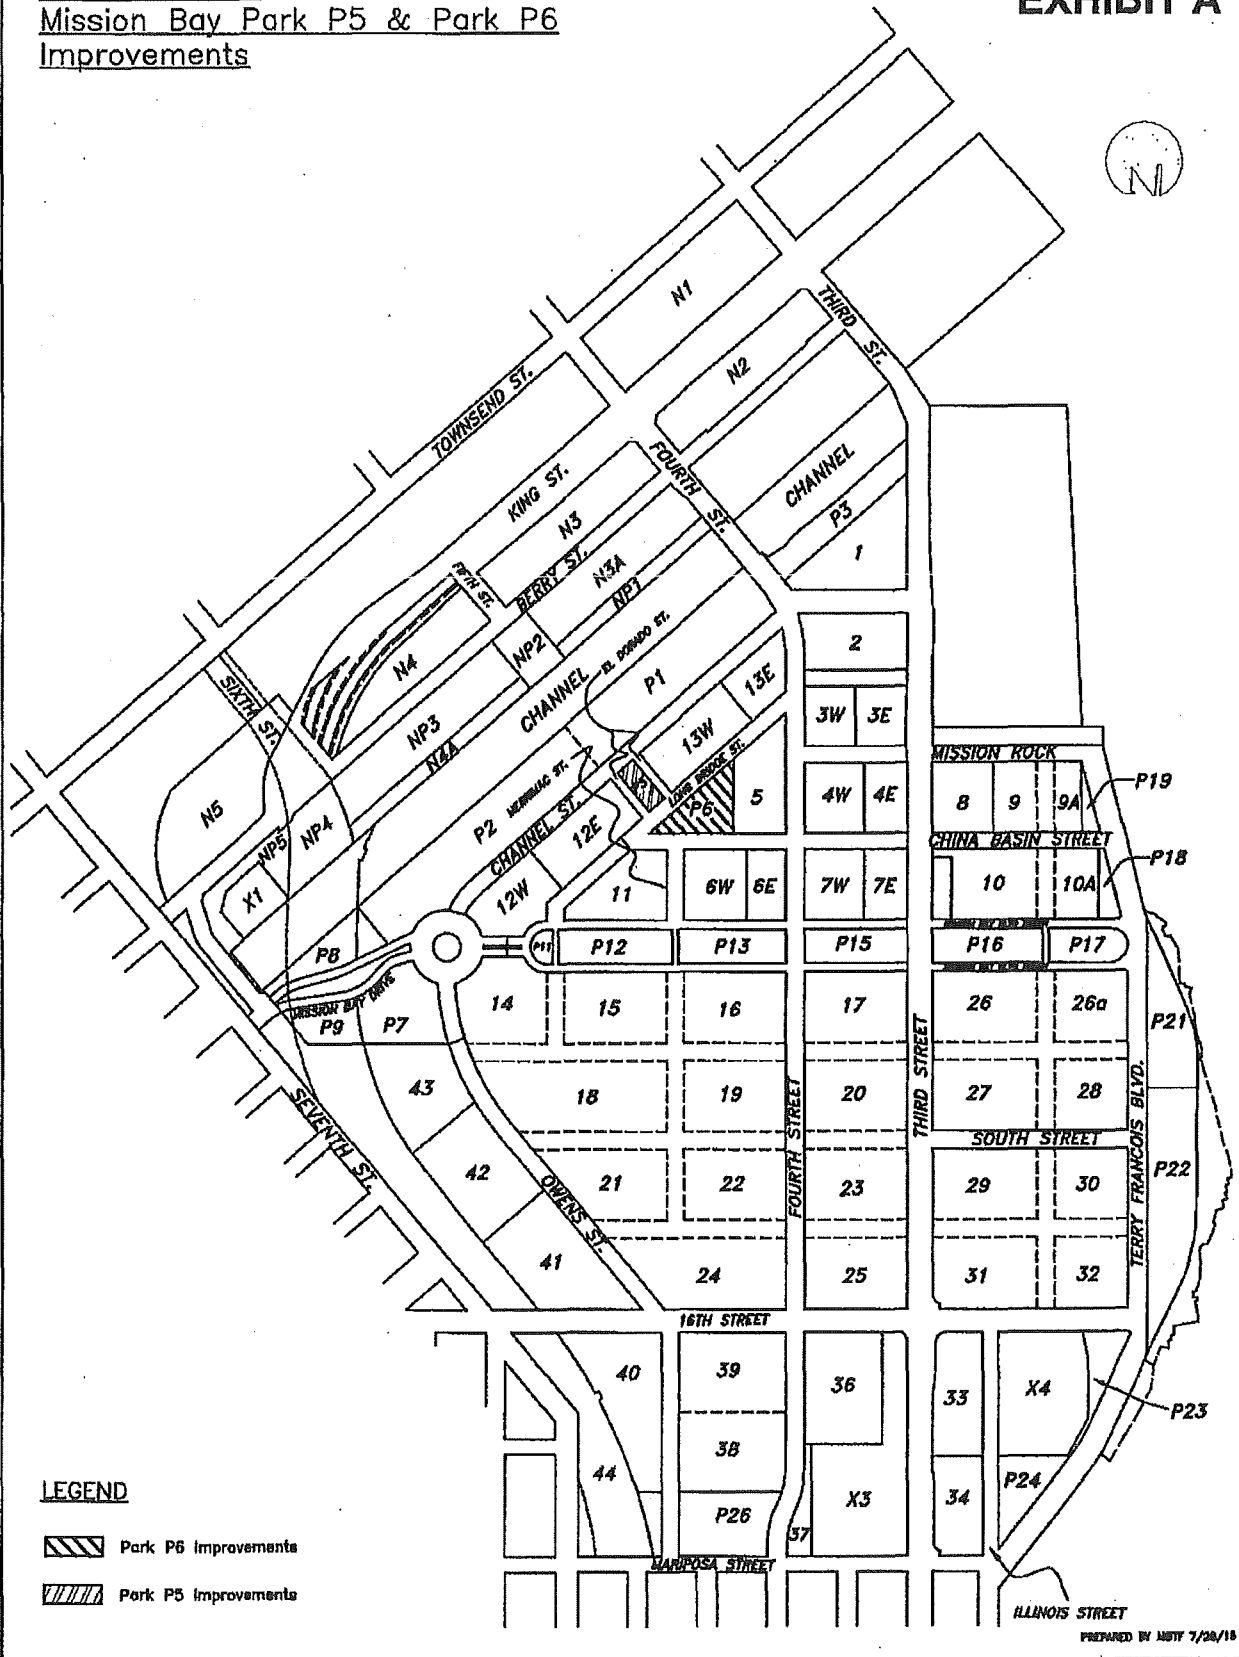 EXHIBIT A
Mission Bay Park P5 & Park P6
Improvements
N
N1
THIRD ST.
N2
TOWNSEND ST.
FOURTH ST.
CHANNEL
KING ST.
P3
N3
1
BERRY ST.
N3A
FIFTH ST.
NP1
2
N4
NP2
EL DORADO ST.
CHANNEL
P1
13E
SIXTH ST.
3W
3E
NP3
N4A
13W
MISSION ROCK
LONG BRIDGE ST.
P19
N5
MERRIMAC ST.
P6
5
4W
4E
8
9
9A
NP4
P2
CHANNEL ST.
12E
CHINA BASIN STREET
NP5
P18
X1
12W
11
6W
6E
7W
7E
10
10A
P8
P11
P12
P13
P15
P16
P17
MISSION BAY DRIVE
P9
P7
14
15
16
17
26
26a
P21
43
18
19
20
27
28
THIRD STREET
SEVENTH ST.
FOURTH STREET
SOUTH STREET
TERRY FRANCOIS BLVD.
42
21
22
23
29
30
P22
OWENS ST.
41
24
25
31
32
16TH STREET
40
39
36
33
X4
P23
38
44
P24
X3
34
P26
37
MARIPOSA STREET
ILLINOIS STREET
LEGEND
Park P6 Improvements
Park P5 Improvements
PREPARED BY